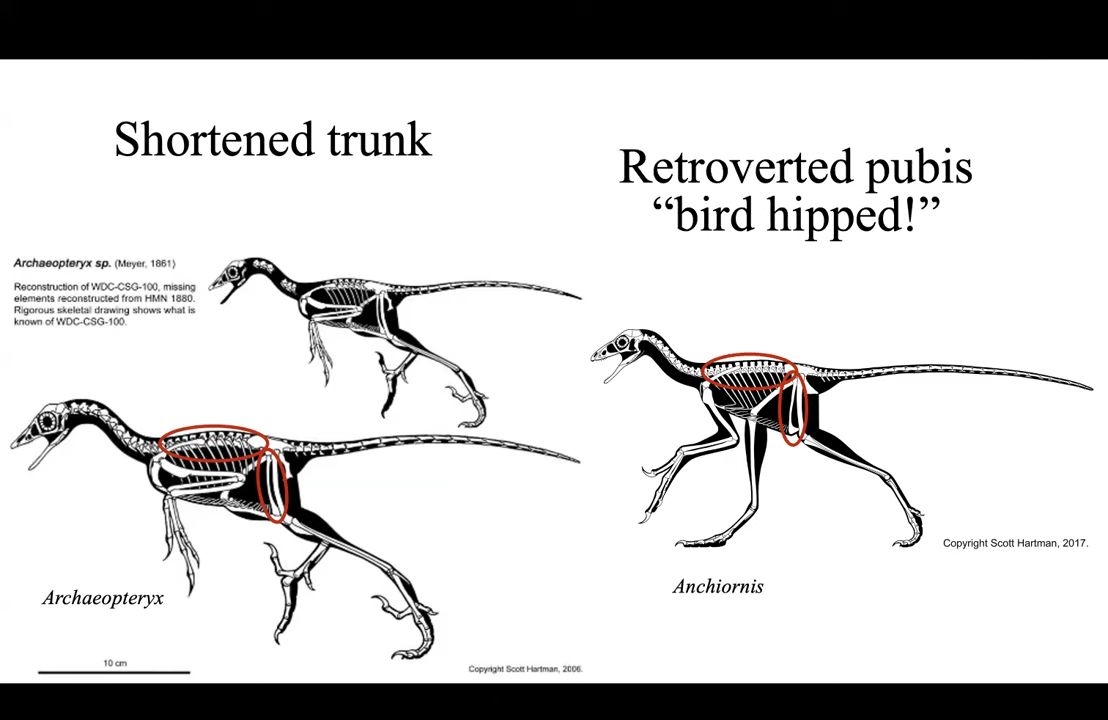 Shortened trunk
Retroverted pubis
“bird hipped!”
Archaeopteryx sp. (Meyer, 1861)
Reconstruction of WDC-CSG-100, missing
elements reconstructed from HMN 1880.
Rigorous skeletal drawing shows what is
known of WDC-CSG-100.
Copyright Scott Hartman, 2017.
Anchiornis
Archaeopteryx
10 cm
Copyright Scott Hartman, 2006.